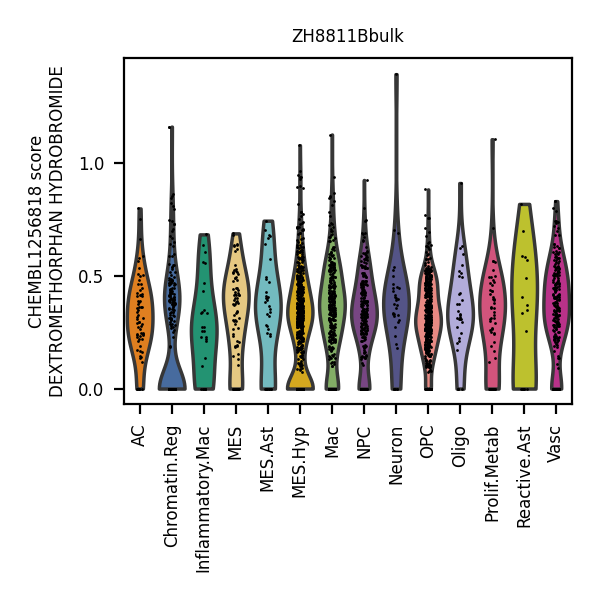 ZH8811Bbulk
CHEMBL1256818 score
DEXTROMETHORPHAN HYDROBROMIDE
1.0
0.5
0.0
AC
Chromatin.Reg
Inflammatory.Mac
MES
MES.Ast
MES.Hyp
Mac
NPC
Neuron
OPC
Oligo
Prolif.Metab
Reactive.Ast
Vasc